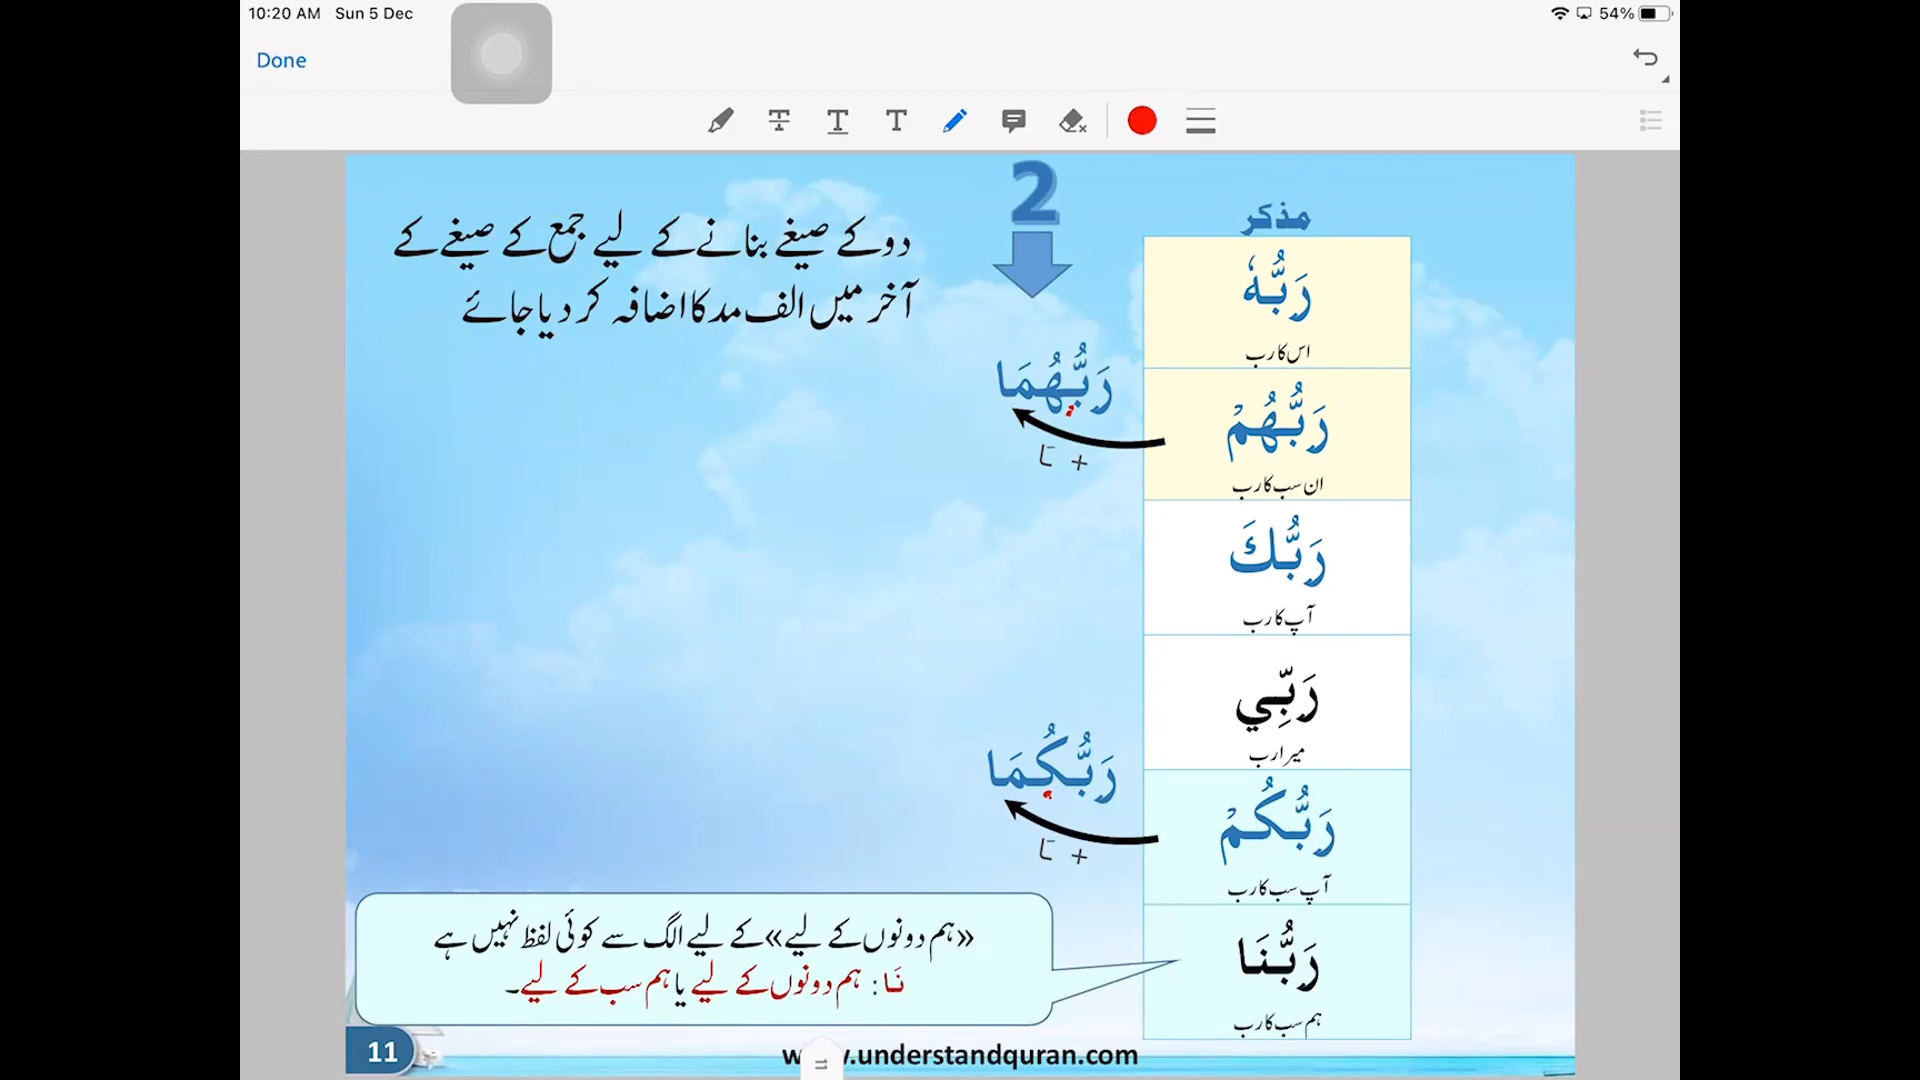 10:20 AM Sun 5 Dec
54%
Done
2
مذکر
دو کے صیغے بنانے کے لیے جمع کے صیغے کے
آخر میں الف مد کا اضافہ کر دیا جائے
رَبُّهٗ
اس کا رب
رَبُّهُمَا
رَبُّهُمْ
+ ـَا
ان سب کا رب
رَبُّكَ
آپ کا رب
رَبِّي
میرا رب
رَبُّكُمَا
رَبُّكُمْ
+ ـَا
آپ سب کا رب
«ہم دونوں کے لیے» کے لیے الگ سے کوئی لفظ نہیں ہے
نَا: ہم دونوں کے لیے یا ہم سب کے لیے۔
رَبُّنَا
ہم سب کا رب
11
.understandquran.com